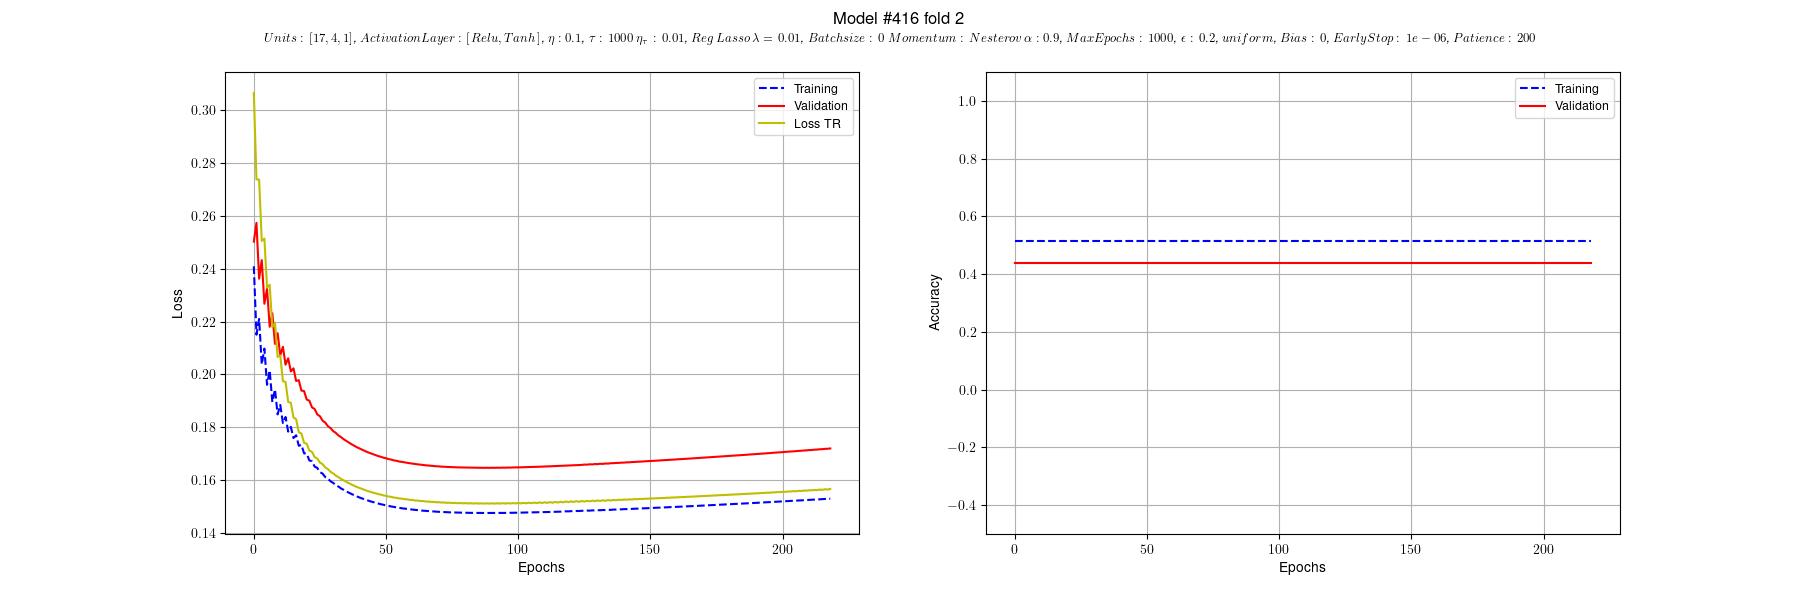 Model #416 fold 2
Units : [17, 4, 1], ActivationLayer : [Relu, Tanh], η : 0.1, τ : 1000 η_τ : 0.01, Reg Lasso λ = 0.01, Batchsize : 0 Momentum : Nesterov α : 0.9, MaxEpochs : 1000, ϵ : 0.2, uniform, Bias : 0, EarlyStop : 1e − 06, Patience : 200
Training
Validation
Loss TR
0.30
0.28
0.26
0.24
0.22
0.20
0.18
0.16
0.14
Loss
0 50 100 150 200
Epochs
Training
Validation
1.0
0.8
0.6
0.4
0.2
0.0
−0.2
−0.4
Accuracy
0 50 100 150 200
Epochs